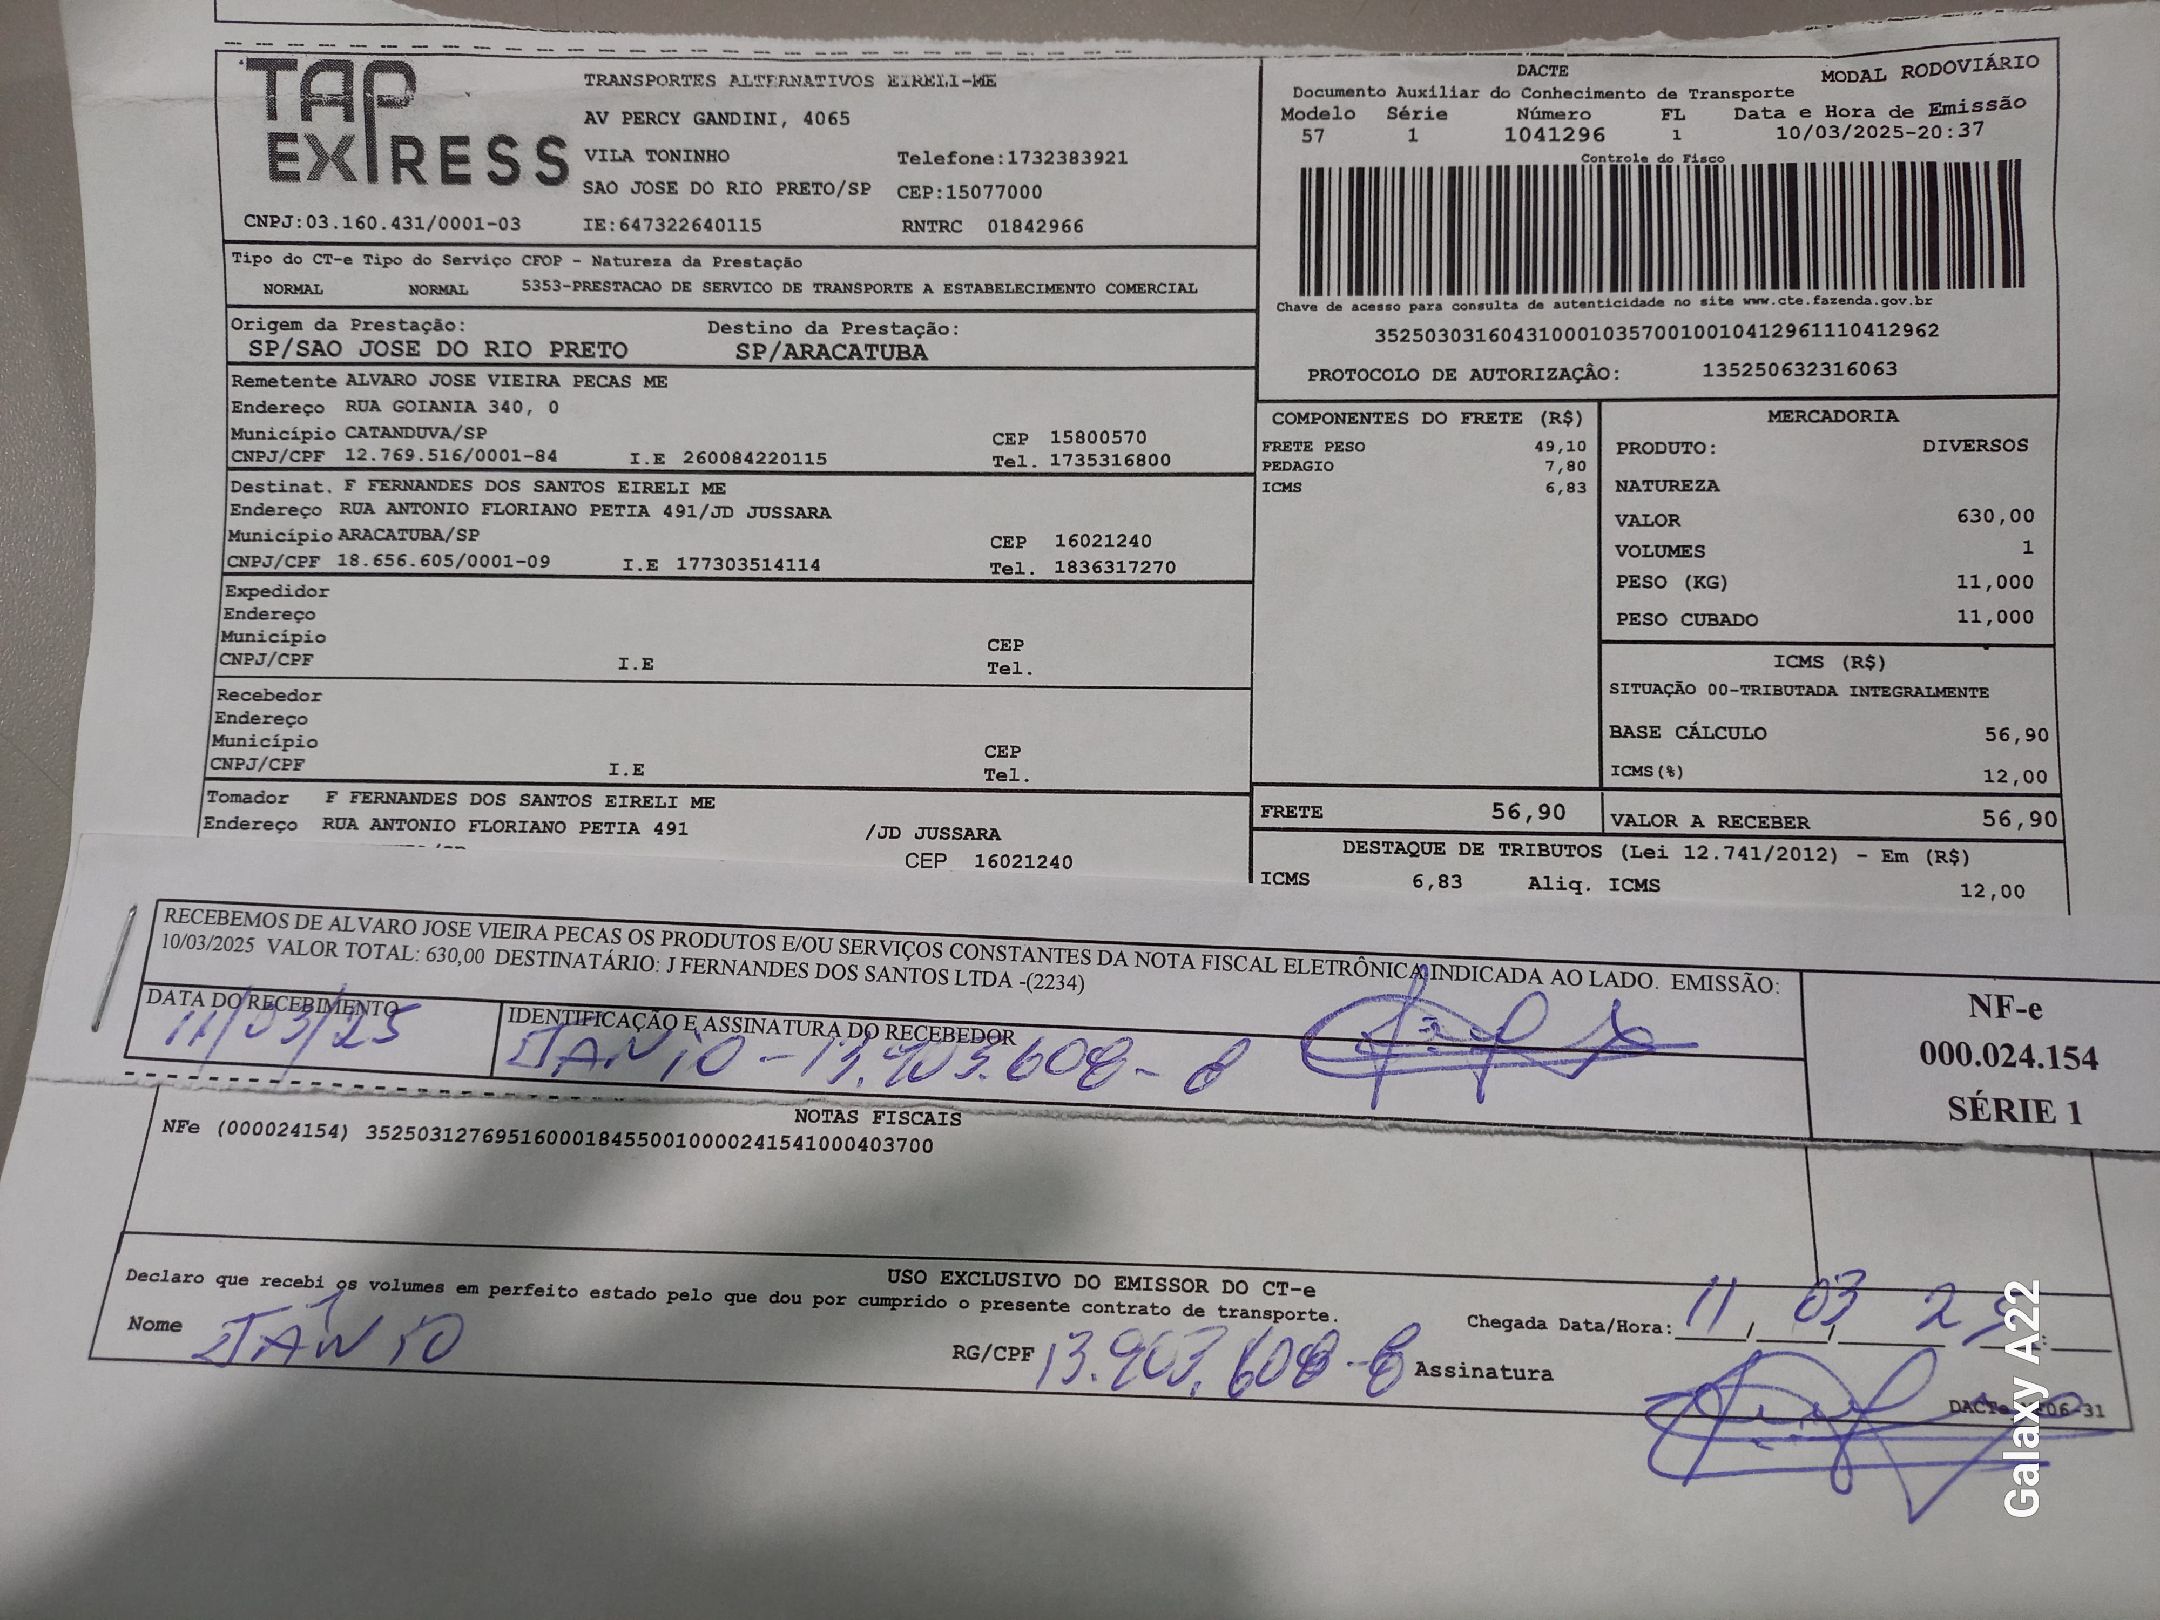 TAP EXPRESS
TRANSPORTES ALTERNATIVOS EIRELI-ME
AV PERCY GANDINI, 4065
VILA TONINHO Telefone:1732383921
SAO JOSE DO RIO PRETO/SP CEP:15077000
CNPJ:03.160.431/0001-03 IE:647322640115 RNTRC 01842966
DACTE MODAL RODOVIÁRIO
Documento Auxiliar do Conhecimento de Transporte
Modelo Série Número FL Data e Hora de Emissão
57 1 1041296 1 10/03/2025-20:37
Controle do Fisco
Chave de acesso para consulta de autenticidade no site www.cte.fazenda.gov.br
35250303160431000103570010010412961110412962
PROTOCOLO DE AUTORIZAÇÃO: 135250632316063
Tipo do CT-e Tipo do Serviço CFOP - Natureza da Prestação
NORMAL NORMAL 5353-PRESTACAO DE SERVICO DE TRANSPORTE A ESTABELECIMENTO COMERCIAL
Origem da Prestação: Destino da Prestação:
SP/SAO JOSE DO RIO PRETO SP/ARACATUBA
Remetente ALVARO JOSE VIEIRA PECAS ME
Endereço RUA GOIANIA 340, 0
Município CATANDUVA/SP CEP 15800570
CNPJ/CPF 12.769.516/0001-84 I.E 260084220115 Tel. 1735316800
Destinat. F FERNANDES DOS SANTOS EIRELI ME
Endereço RUA ANTONIO FLORIANO PETIA 491/JD JUSSARA
Município ARACATUBA/SP CEP 16021240
CNPJ/CPF 18.656.605/0001-09 I.E 177303514114 Tel. 1836317270
Expedidor
Endereço
Município CEP
CNPJ/CPF I.E Tel.
Recebedor
Endereço
Município CEP
CNPJ/CPF I.E Tel.
Tomador F FERNANDES DOS SANTOS EIRELI ME
Endereço RUA ANTONIO FLORIANO PETIA 491 /JD JUSSARA
CEP 16021240
COMPONENTES DO FRETE (R$)
FRETE PESO 49,10
PEDAGIO 7,80
ICMS 6,83
MERCADORIA
PRODUTO: DIVERSOS
NATUREZA
VALOR 630,00
VOLUMES 1
PESO (KG) 11,000
PESO CUBADO 11,000
ICMS (R$)
SITUAÇÃO 00-TRIBUTADA INTEGRALMENTE
BASE CÁLCULO 56,90
ICMS(%) 12,00
FRETE 56,90 VALOR A RECEBER 56,90
DESTAQUE DE TRIBUTOS (Lei 12.741/2012) - Em (R$)
ICMS 6,83 Aliq. ICMS 12,00
RECEBEMOS DE ALVARO JOSE VIEIRA PECAS OS PRODUTOS E/OU SERVIÇOS CONSTANTES DA NOTA FISCAL ELETRÔNICA INDICADA AO LADO. EMISSÃO:
10/03/2025 VALOR TOTAL: 630,00 DESTINATÁRIO: J FERNANDES DOS SANTOS LTDA -(2234)
DATA DO RECEBIMENTO IDENTIFICAÇÃO E ASSINATURA DO RECEBEDOR
11/03/25 JANIO - 13.903.608-8
NF-e
000.024.154
SÉRIE 1
NOTAS FISCAIS
NFe (000024154) 35250312769516000184550010000241541000403700
USO EXCLUSIVO DO EMISSOR DO CT-e
Declaro que recebi os volumes em perfeito estado pelo que dou por cumprido o presente contrato de transporte.
Chegada Data/Hora: 11 / 03 / 25 :
Nome JÂNIO RG/CPF 13.903.608-8 Assinatura
Galaxy A22